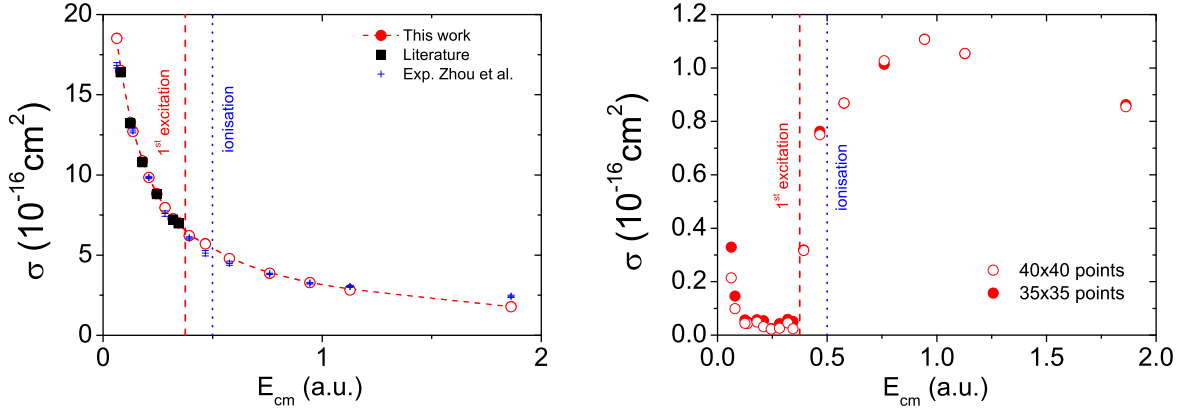 20
15
10
5
0
0
1
2
σ (10⁻¹⁶cm²)
E_cm (a.u.)
1st excitation
ionisation
This work
Literature
Exp. Zhou et al.
1.2
1.0
0.8
0.6
0.4
0.2
0.0
0.0
0.5
1.0
1.5
2.0
σ (10⁻¹⁶cm²)
E_cm (a.u.)
1st excitation
ionisation
40x40 points
35x35 points